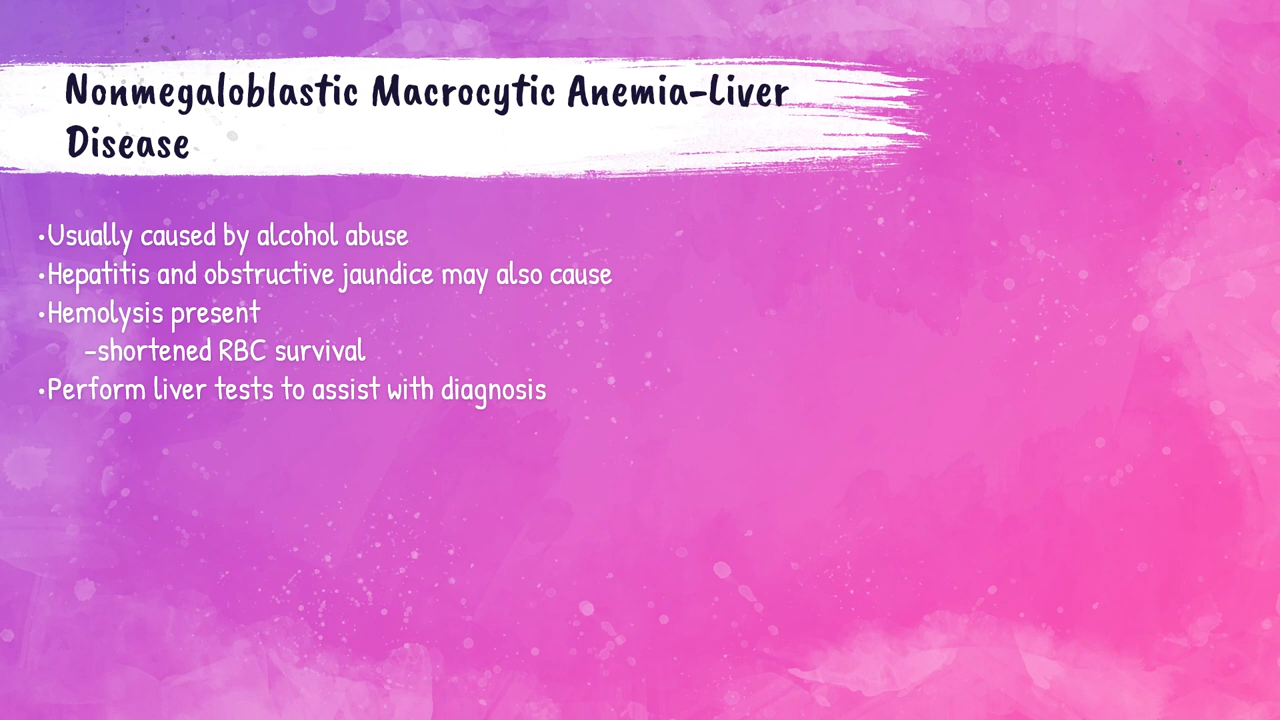 Nonmegaloblastic Macrocytic Anemia-Liver
Disease
•Usually caused by alcohol abuse
•Hepatitis and obstructive jaundice may also cause
•Hemolysis present
-shortened RBC survival
•Perform liver tests to assist with diagnosis